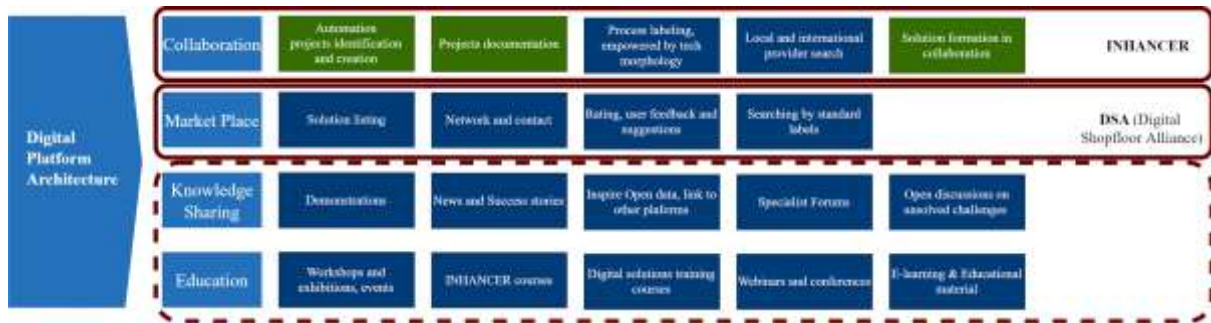 Digital
Platform
Architecture
Collaboration
Automation
projects identification
and creation
Projects documentation
Process labeling,
empowered by tech
morphology
Local and international
provider search
Solution formation in
collaboration
INHANCER
Market Place
Solution listing
Network and contact
Rating, user feedback and
suggestions
Searching by standard
labels
DSA (Digital
Shopfloor Alliance)
Knowledge
Sharing
Demonstrations
News and Success stories
Inspire Open data, link to
other plaforms
Specialist Forums
Open discussions on
unsolved challenges
Education
Workshops and
exhibitions, events
INHANCER courses
Digital solutions training
courses
Webinars and conferences
E-learning & Educational
material